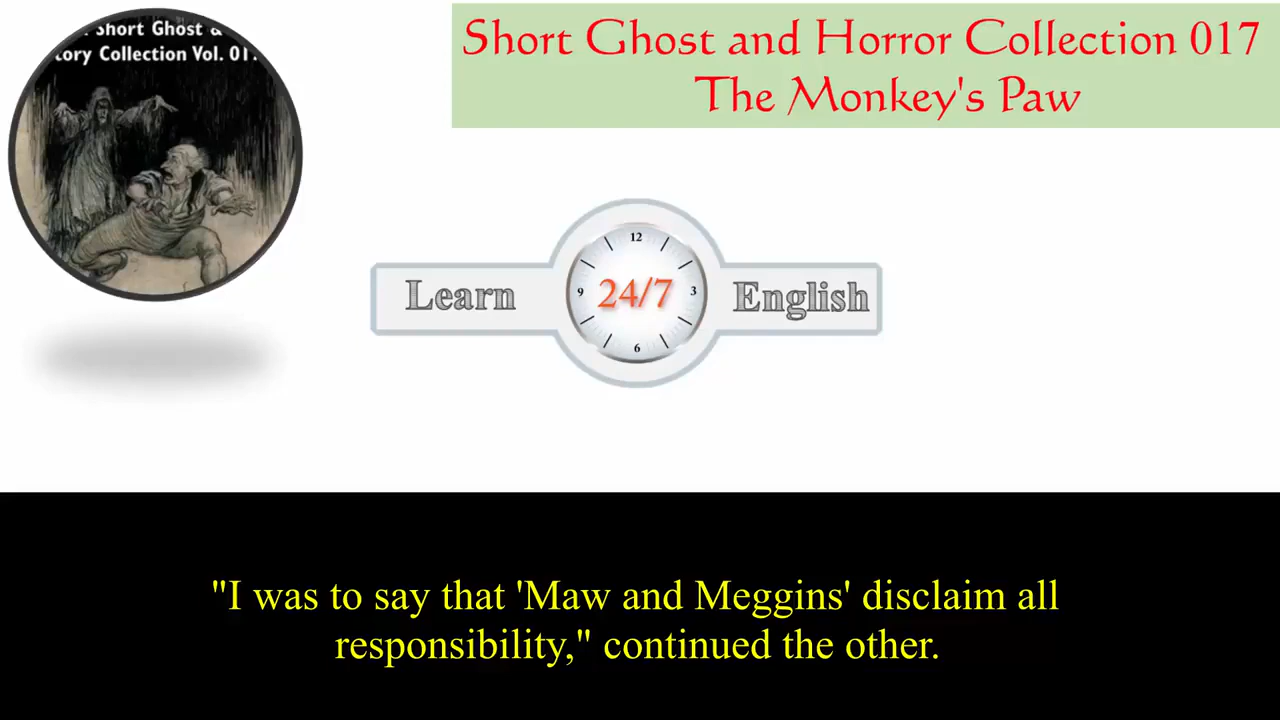 Short Ghost &
tory Collection Vol. 01
Short Ghost and Horror Collection 017
The Monkey's Paw
Learn
24/7
English
12
3
6
9
"I was to say that 'Maw and Meggins' disclaim all
responsibility," continued the other.